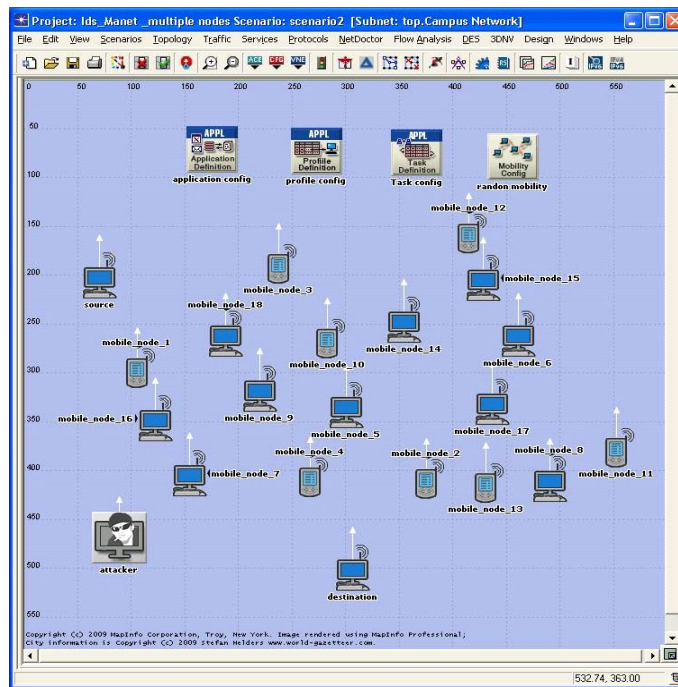 Project: Ids_Manet _multiple nodes Scenario: scenario2 [Subnet: top.Campus Network]
File Edit View Scenarios Topology Traffic Services Protocols NetDoctor Flow Analysis DES 3DNV Design Windows Help
ACE CFG VNE
0 50 100 150 200 250 300 350 400 450 500 550
50
APPL APPL APPL
Application Definition
Profile Definition
Task Definition
Mobility Config
100
application config profile config Task config randon mobility
mobile_node_12
150
200
mobile_node_3
mobile_node_15
source
mobile_node_18
250
mobile_node_1
mobile_node_10
mobile_node_14
mobile_node_6
300
mobile_node_16
mobile_node_9
mobile_node_5
mobile_node_17
350
mobile_node_4
mobile_node_2
mobile_node_8
mobile_node_7
mobile_node_11
400
mobile_node_13
450
attacker
500
destination
550
Copyright (c) 2009 MapInfo Corporation, Troy, New York. Image rendered using MapInfo Professional;
City information is Copyright (c) 2009 Stefan Helders www.world-gazetteer.com.
532.74, 363.00